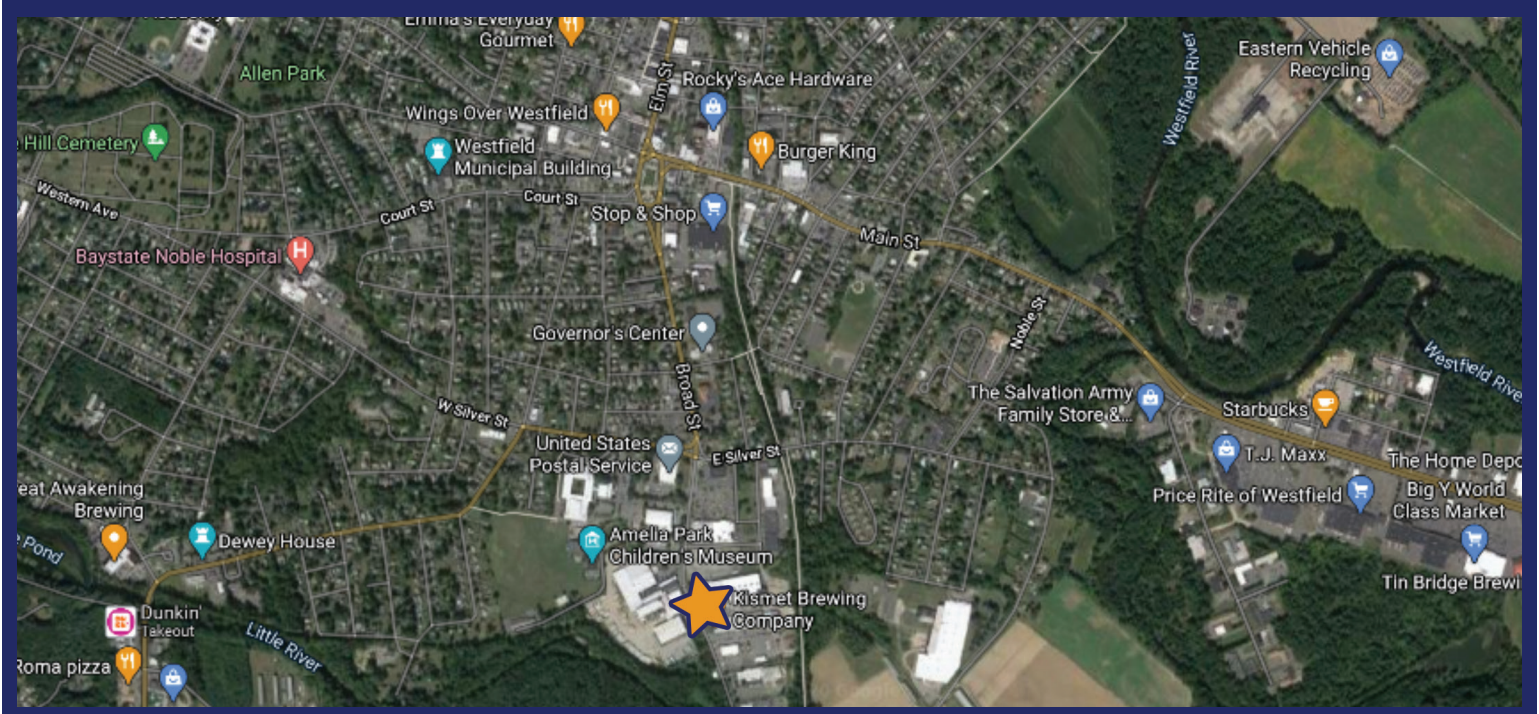 Emma's Everyday
Gourmet
Allen Park
Elm St
Rocky's Ace Hardware
Eastern Vehicle
Recycling
Westfield River
Wings Over Westfield
Hill Cemetery
Westfield
Municipal Building
Burger King
Western Ave
Court St
Court St
Stop & Shop
Main St
Baystate Noble Hospital
H
Governor's Center
Noble St
Broad St
Westfield Rive
The Salvation Army
Family Store &...
Starbucks
W Silver St
United States
Postal Service
E Silver St
T.J. Maxx
The Home Depo
Price Rite of Westfield
Big Y World
Class Market
eat Awakening
Brewing
Dewey House
Pond
Amelia Park
Children's Museum
Tin Bridge Brewi
Kismet Brewing
Company
Dunkin'
Takeout
Little River
Roma pizza